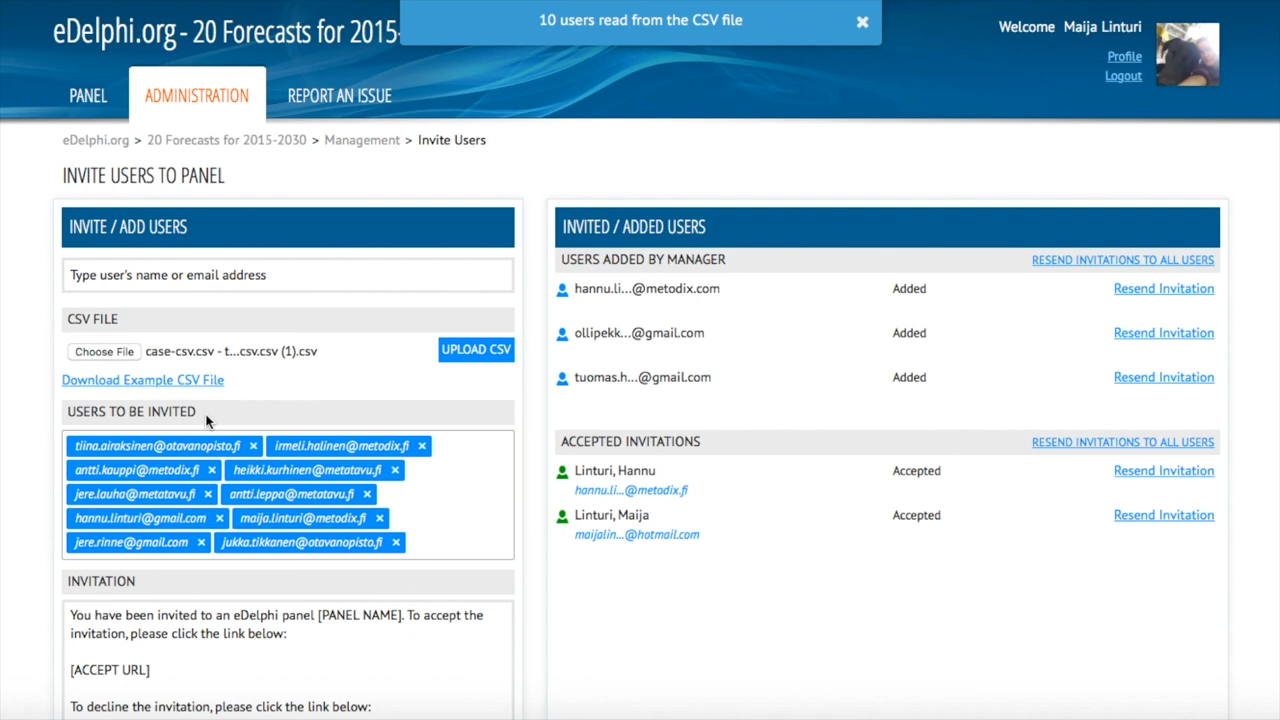 eDelphi.org - 20 Forecasts for 2015-
10 users read from the CSV file
Welcome Maija Linturi
Profile
Logout
PANEL
ADMINISTRATION
REPORT AN ISSUE
eDelphi.org > 20 Forecasts for 2015-2030 > Management > Invite Users
INVITE USERS TO PANEL
INVITE / ADD USERS
Type user's name or email address
CSV FILE
Choose File case-csv.csv - t...csv.csv (1).csv
UPLOAD CSV
Download Example CSV File
USERS TO BE INVITED
tiina.airaksinen@otavanopisto.fi × irmeli.halinen@metodix.fi ×
antti.kauppi@metodix.fi × heikki.kurhinen@metatavu.fi ×
jere.lauha@metatavu.fi × antti.leppa@metatavu.fi ×
hannu.linturi@gmail.com × maija.linturi@metodix.fi ×
jere.rinne@gmail.com × jukka.tikkanen@otavanopisto.fi ×
INVITATION
You have been invited to an eDelphi panel [PANEL NAME]. To accept the
invitation, please click the link below:
[ACCEPT URL]
To decline the invitation, please click the link below:
INVITED / ADDED USERS
USERS ADDED BY MANAGER RESEND INVITATIONS TO ALL USERS
hannu.li...@metodix.com Added Resend Invitation
ollipekk...@gmail.com Added Resend Invitation
tuomas.h...@gmail.com Added Resend Invitation
ACCEPTED INVITATIONS RESEND INVITATIONS TO ALL USERS
Linturi, Hannu Accepted Resend Invitation
hannu.li...@metodix.fi
Linturi, Maija Accepted Resend Invitation
maijalin...@hotmail.com